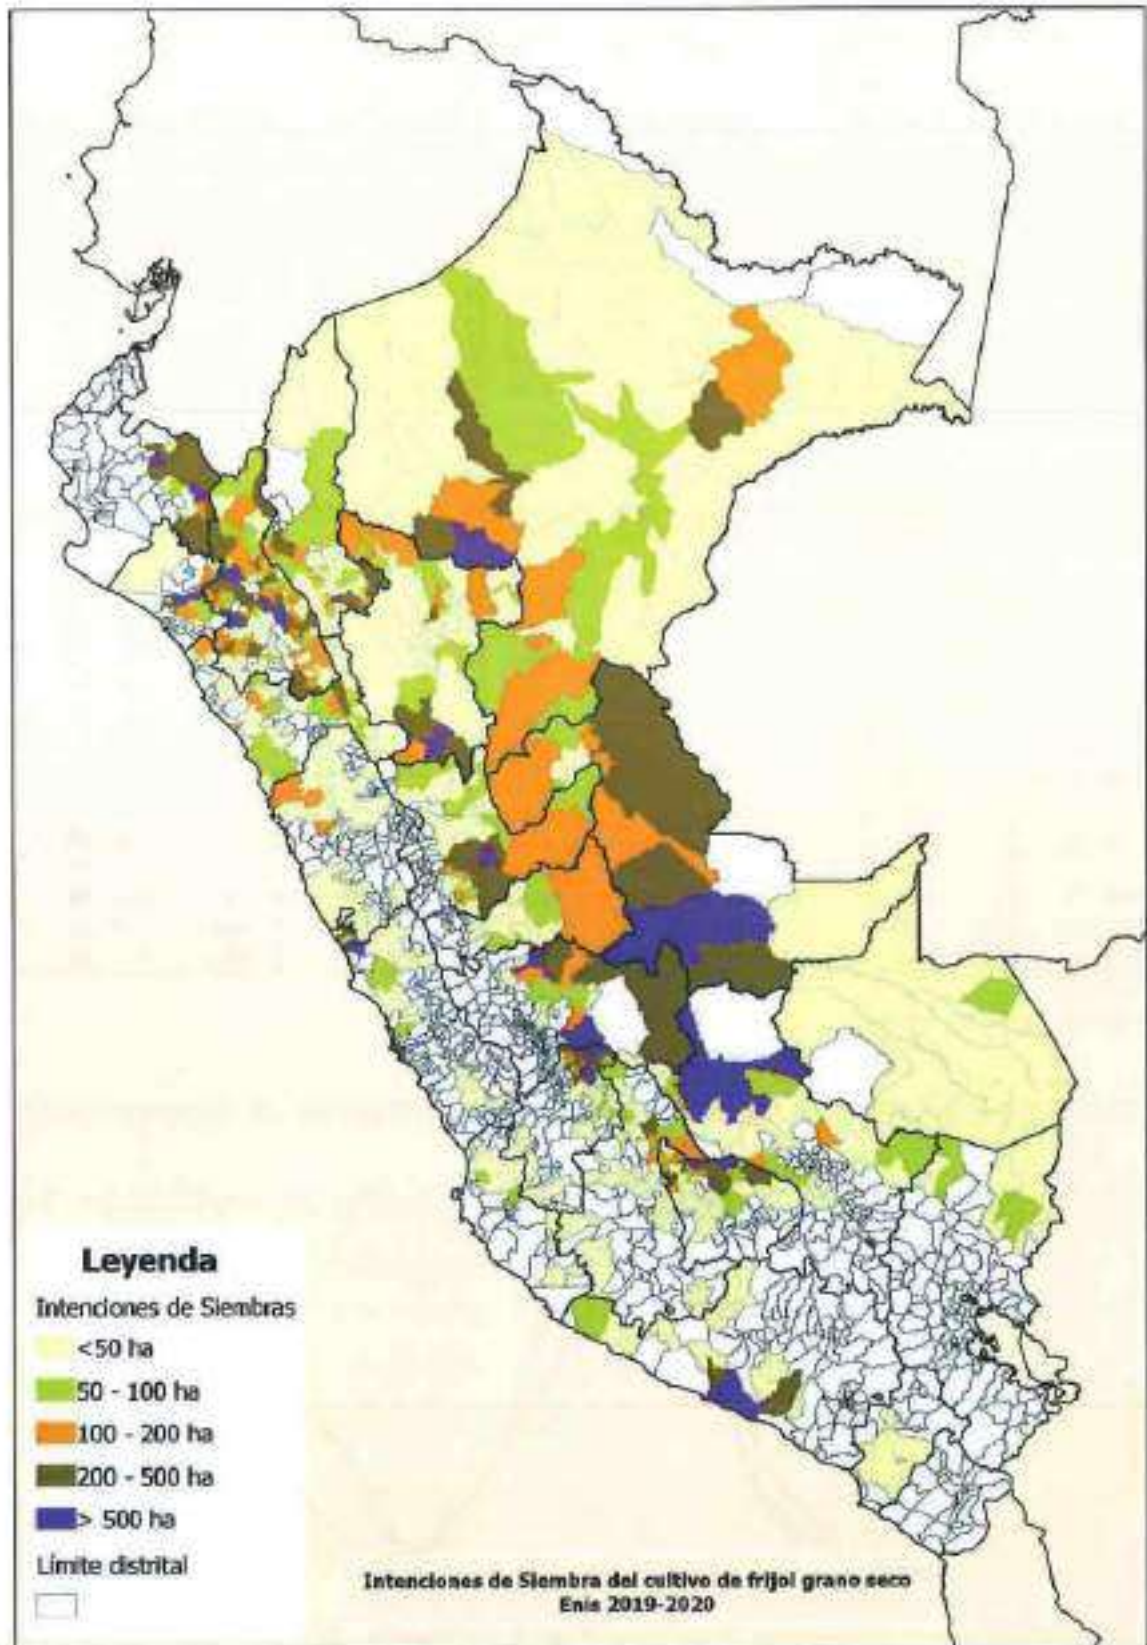 Leyenda
Intenciones de Siembras
<50 ha
50 - 100 ha
100 - 200 ha
200 - 500 ha
> 500 ha
Límite distrital
Intenciones de Siembra del cultivo de frijol grano seco
Enis 2019-2020